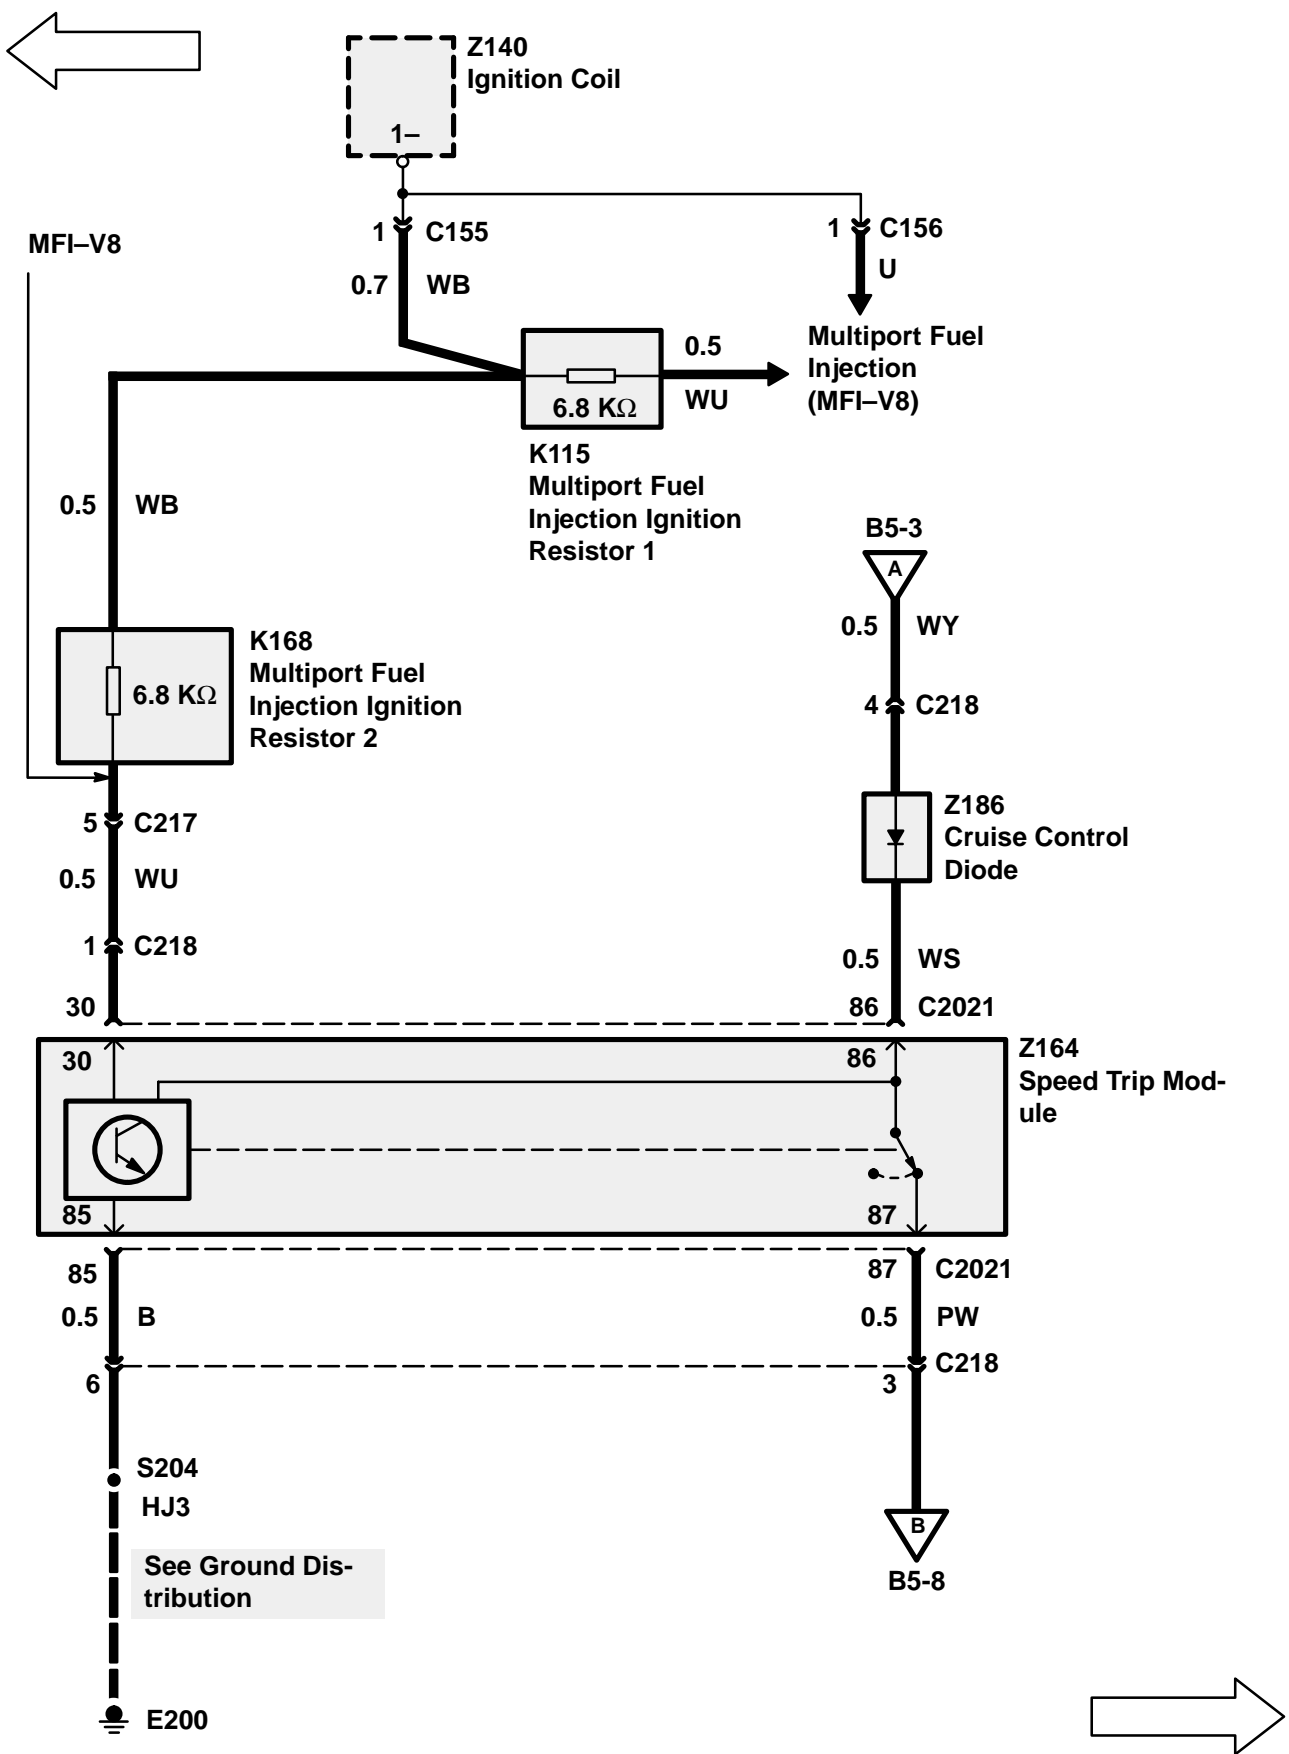 Z140
Ignition Coil
1–
1 C155
1 C156
MFI–V8
U
0.7 WB
Multiport Fuel
Injection
(MFI–V8)
0.5
WU
6.8 KΩ
K115
Multiport Fuel
Injection Ignition
Resistor 1
0.5 WB
B5-3
A
0.5 WY
K168
Multiport Fuel
Injection Ignition
Resistor 2
6.8 KΩ
4 C218
5 C217
Z186
Cruise Control
Diode
0.5 WU
1 C218
0.5 WS
30
86 C2021
Z164
Speed Trip Mod-
ule
30
86
85
87
85
87 C2021
0.5 B
0.5 PW
C218
6
3
S204
HJ3
B
See Ground Dis-
tribution
B5-8
E200